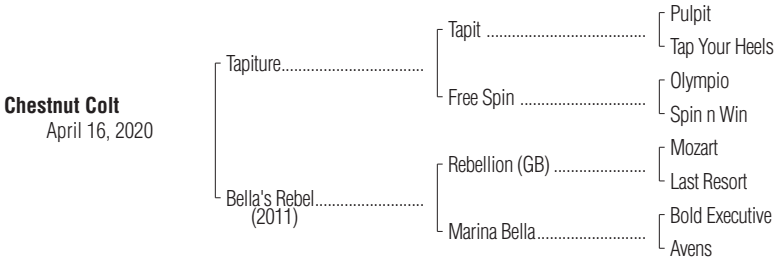 Chestnut Colt
April 16, 2020
Tapiture..............................
Bella's Rebel.......................
(2011)
Tapit ..................................
Free Spin ...........................
Rebellion (GB) ....................
Marina Bella.......................
Pulpit
Tap Your Heels
Olympio
Spin n Win
Mozart
Last Resort
Bold Executive
Avens